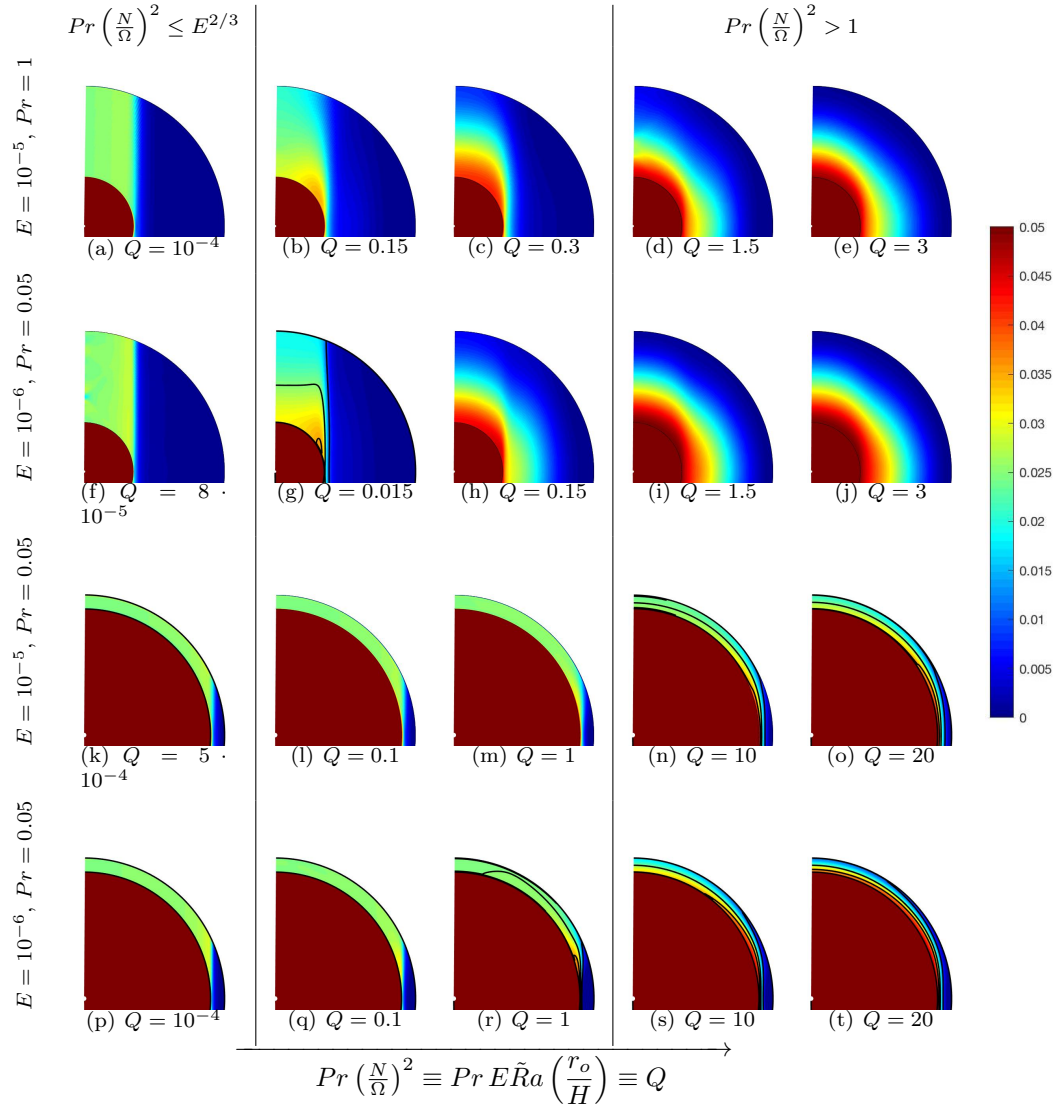 Pr (N/Ω)² ≤ E^{2/3}
Pr (N/Ω)² > 1
E = 10⁻⁵, Pr = 1
(a) Q = 10⁻⁴
(b) Q = 0.15
(c) Q = 0.3
(d) Q = 1.5
(e) Q = 3
E = 10⁻⁶, Pr = 0.05
(f) Q = 8 ·
10⁻⁵
(g) Q = 0.015
(h) Q = 0.15
(i) Q = 1.5
(j) Q = 3
E = 10⁻⁵, Pr = 0.05
(k) Q = 5 ·
10⁻⁴
(l) Q = 0.1
(m) Q = 1
(n) Q = 10
(o) Q = 20
E = 10⁻⁶, Pr = 0.05
(p) Q = 10⁻⁴
(q) Q = 0.1
(r) Q = 1
(s) Q = 10
(t) Q = 20
0.05
0.045
0.04
0.035
0.03
0.025
0.02
0.015
0.01
0.005
0
Pr (N/Ω)² ≡ Pr E R̃a (r_o/H) ≡ Q